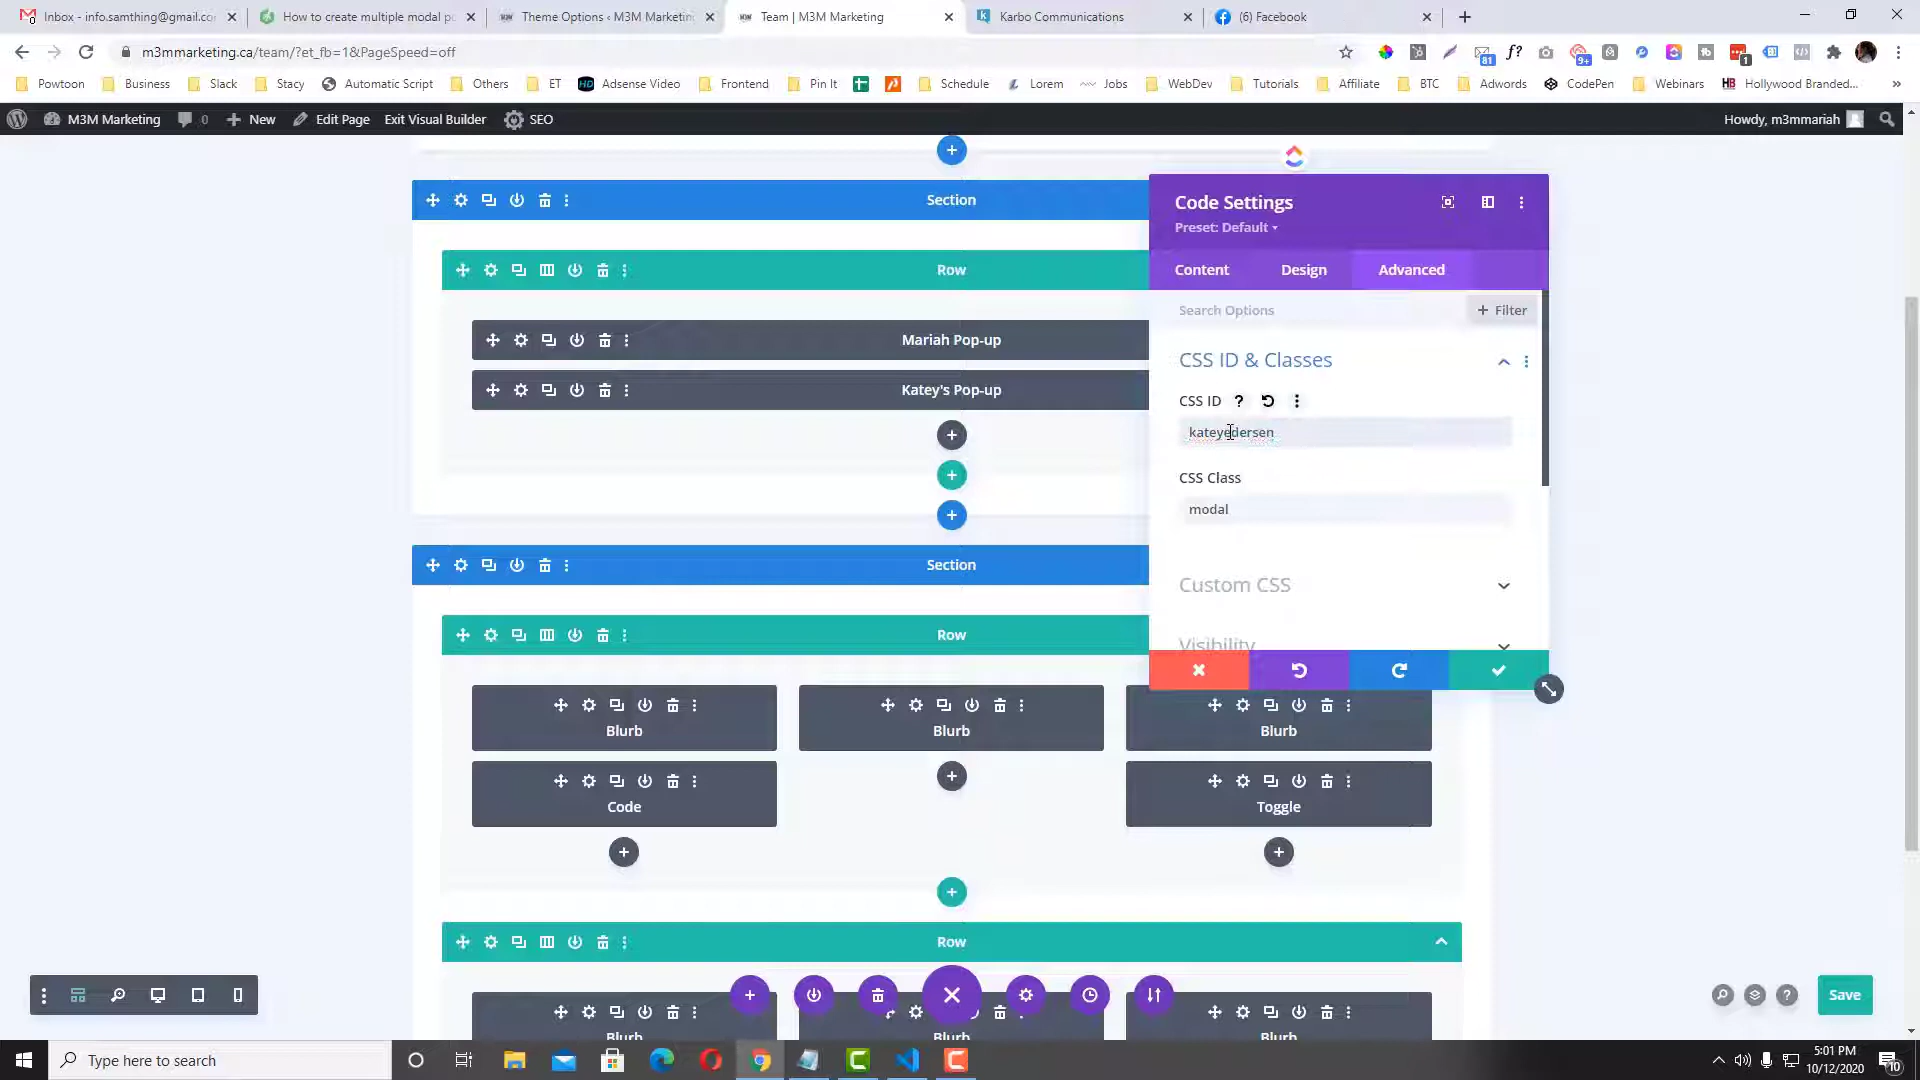 Inbox - info.samthing@gmail.co
How to create multiple modal po
Theme Options ‹ M3M Marketin
Team | M3M Marketing
Karbo Communications
(6) Facebook
m3mmarketing.ca/team/?et_fb=1&PageSpeed=off
Powtoon
Business
Slack
Stacy
Automatic Script
Others
ET
Adsense Video
Frontend
Pin It
Schedule
Lorem
Jobs
WebDev
Tutorials
Affiliate
BTC
Adwords
CodePen
Webinars
Hollywood Branded...
M3M Marketing
0
New
Edit Page
Exit Visual Builder
SEO
Howdy, m3mmariah
Section
Row
Mariah Pop-up
Katey's Pop-up
Code Settings
Preset: Default
Content
Design
Advanced
Search Options
+ Filter
CSS ID & Classes
CSS ID
kateyedersen
CSS Class
modal
Custom CSS
Visibility
Section
Row
Blurb
Blurb
Blurb
Code
Toggle
Row
Blurb
Blurb
Blurb
Save
Type here to search
5:01 PM
10/12/2020